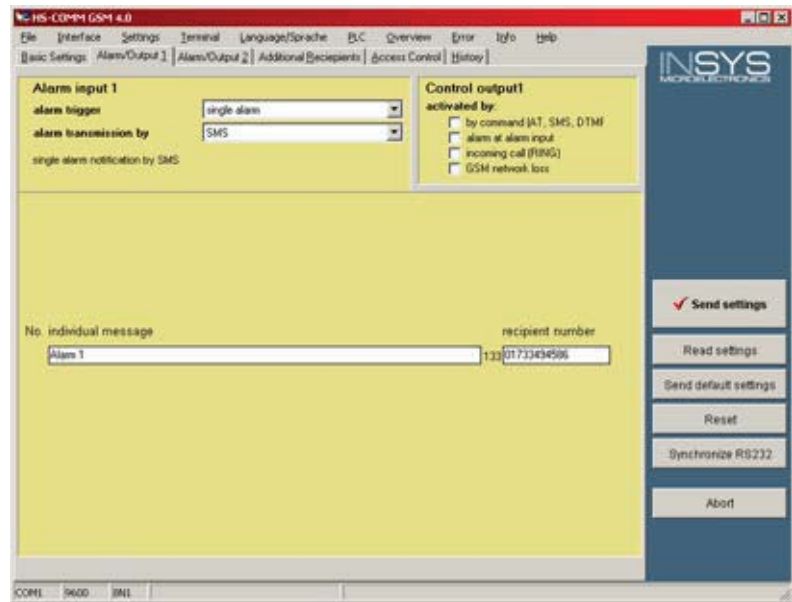 HS-COMM GSM 4.0
File Interface Settings Terminal Language/Sprache PLC Overview Error Info Help
Basic Settings Alarm/Output 1 Alarm/Output 2 Additional Reciepients Access Control History
INSYS
MICROELECTRONICS
Alarm input 1
alarm trigger single alarm
alarm transmission by SMS
single alarm notification by SMS
Control output1
activated by:
by command (AT, SMS, DTMF
alarm at alarm input
incoming call (RING)
GSM network loss
Send settings
Read settings
Send default settings
Reset
Synchronize RS232
Abort
No. individual message recipient number
Alarm 1 133 01733494586
COM1 9600 8N1